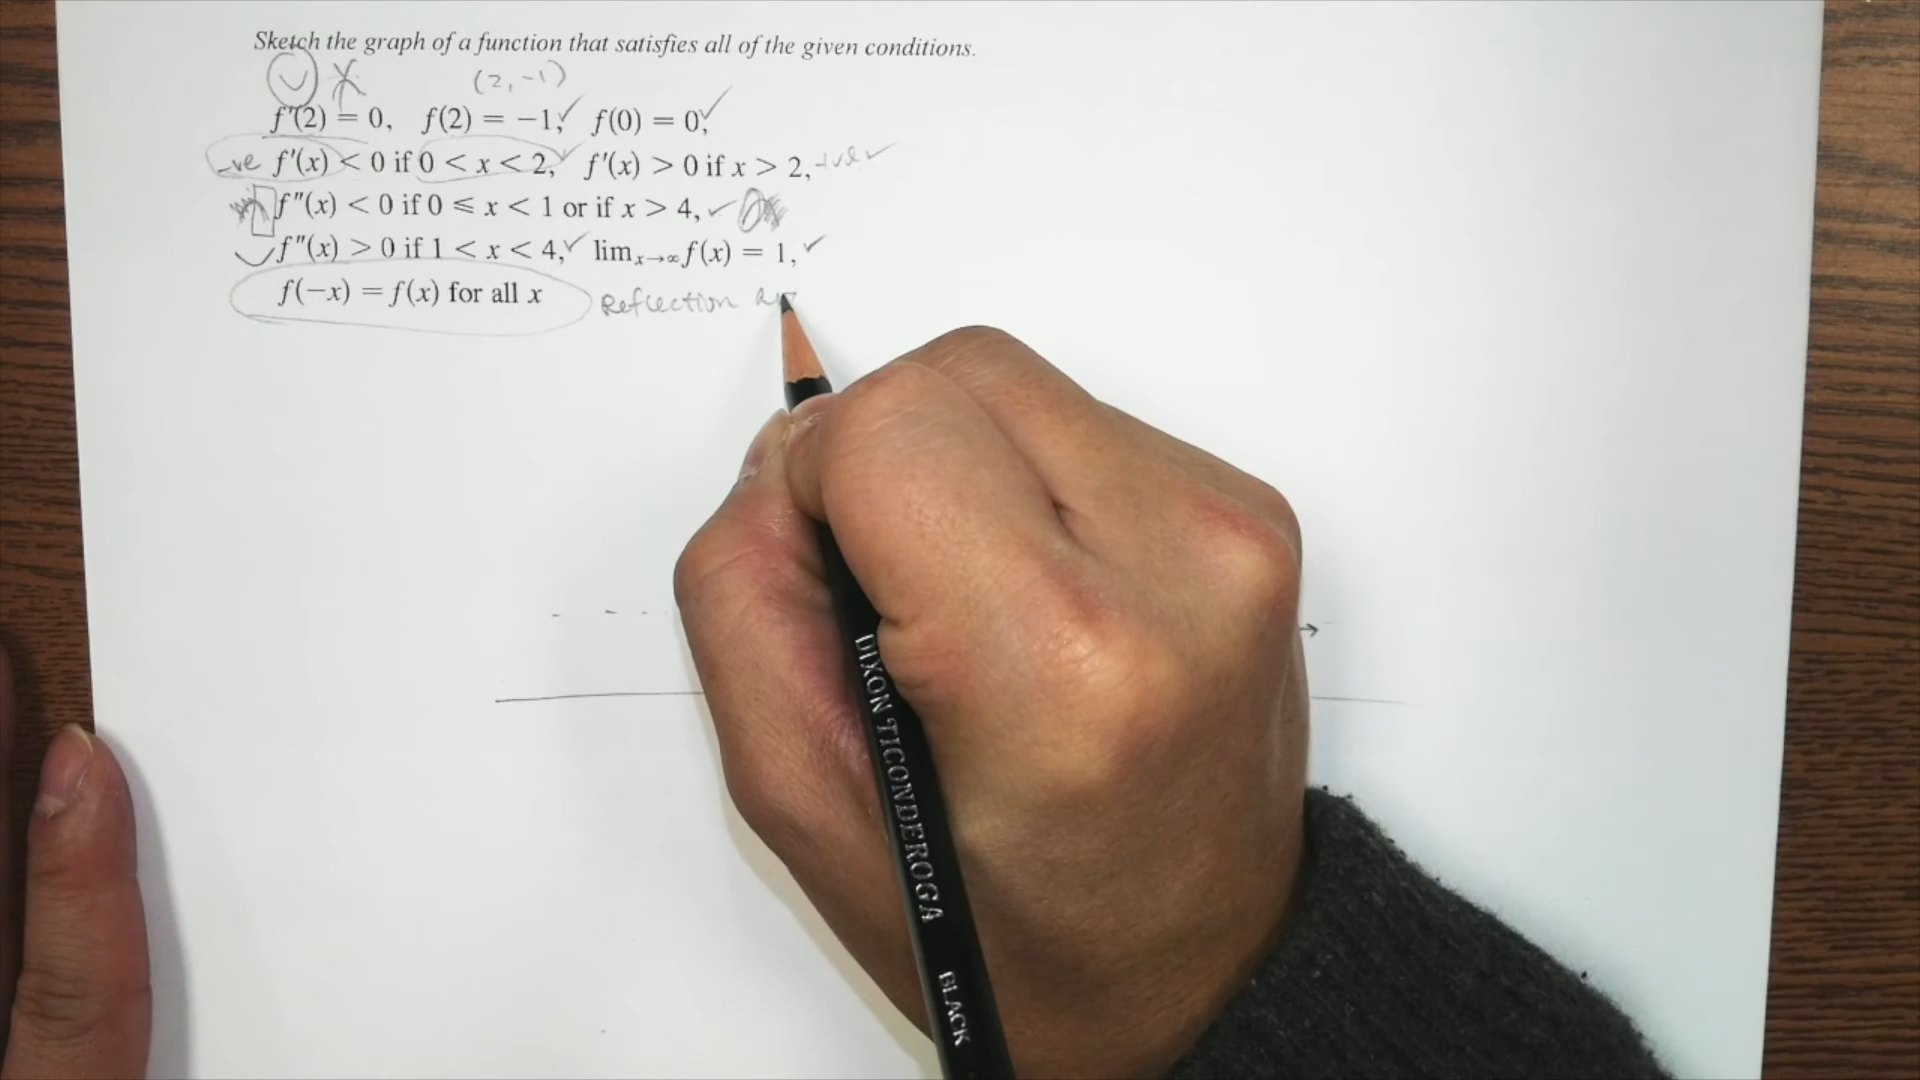 Sketch the graph of a function that satisfies all of the given conditions.
(2, -1)
f'(2) = 0, f(2) = −1, f(0) = 0,
-ve f'(x) < 0 if 0 < x < 2, f'(x) > 0 if x > 2, +ve
f"(x) < 0 if 0 ⩽ x < 1 or if x > 4,
f"(x) > 0 if 1 < x < 4, lim x→∞ f(x) = 1,
f(−x) = f(x) for all x Reflection
DIXON TICONDEROGA BLACK